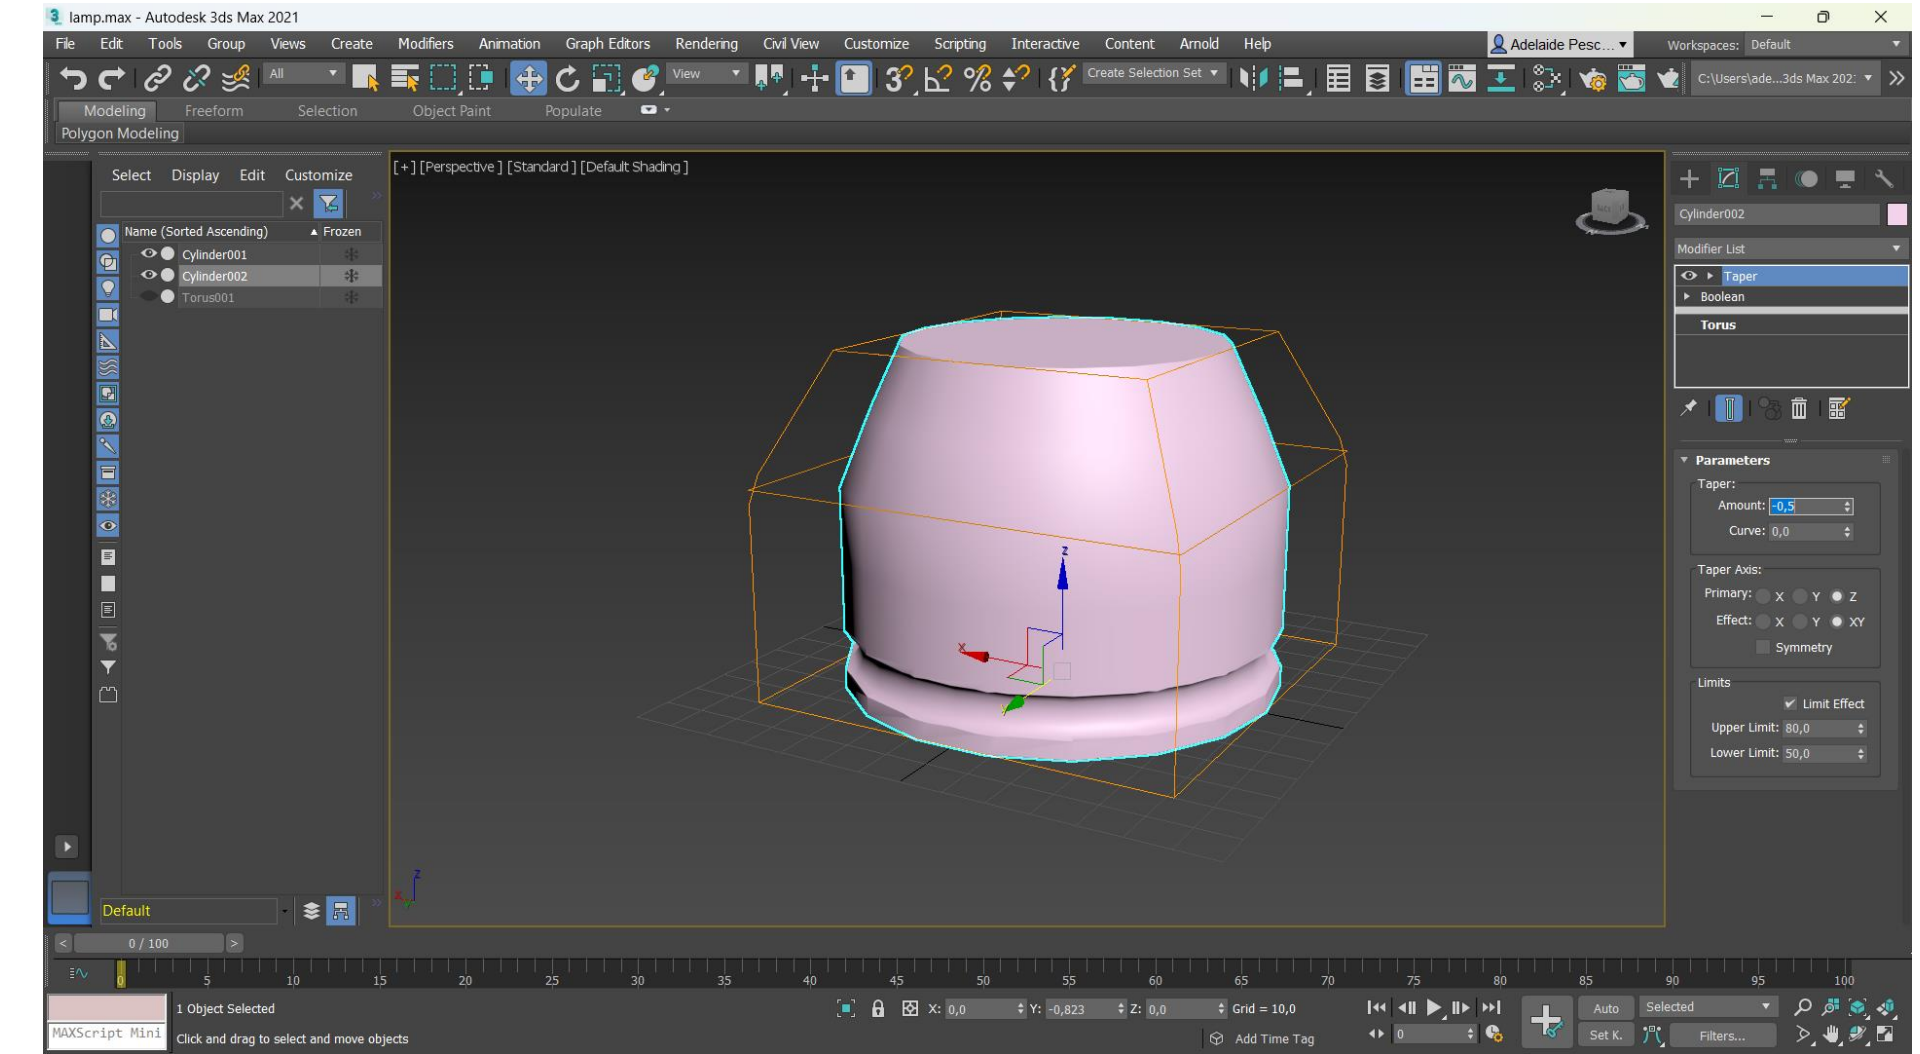 lamp.max - Autodesk 3ds Max 2021
File Edit Tools Group Views Create Modifiers Animation Graph Editors Rendering Civil View Customize Scripting Interactive Content Arnold Help Adelaide Pesc... Workspaces: Default
All View Create Selection Set C:\Users\ade...3ds Max 202:
Modeling Freeform Selection Object Paint Populate
Polygon Modeling
[+] [Perspective ] [Standard ] [Default Shading ]
Select Display Edit Customize
Name (Sorted Ascending) Frozen
Cylinder001
Cylinder002
Torus001
Default
Cylinder002
Modifier List
Taper
Boolean
Torus
Parameters
Taper:
Amount: -0,5
Curve: 0,0
Taper Axis:
Primary: X Y Z
Effect: X Y XY
Symmetry
Limits
Limit Effect
Upper Limit: 80,0
Lower Limit: 50,0
z
x
y
z
x
0 / 100
0 5 10 15 20 25 30 35 40 45 50 55 60 65 70 75 80 85 90 95 100
1 Object Selected
X: 0,0 Y: -0,823 Z: 0,0 Grid = 10,0
Auto Selected
MAXScript Mini
Click and drag to select and move objects
Add Time Tag
0
Set K. Filters...